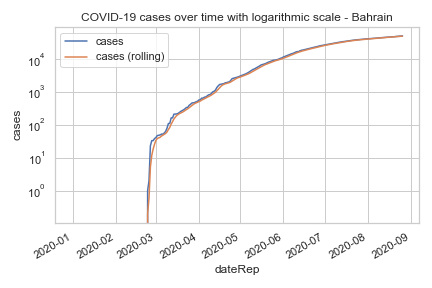 COVID-19 cases over time with logarithmic scale - Bahrain
cases
cases (rolling)
10⁴
10³
10²
10¹
10⁰
cases
2020-01
2020-02
2020-03
2020-04
2020-05
2020-06
2020-07
2020-08
2020-09
dateRep